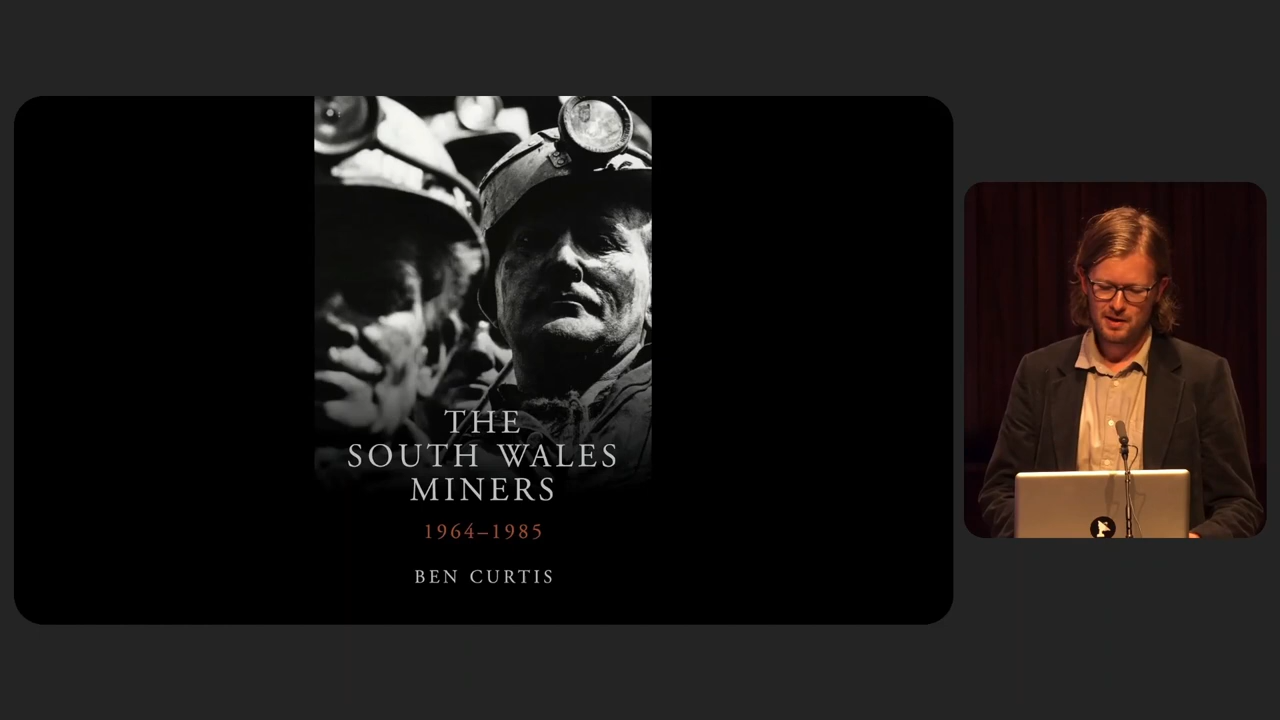 THE
SOUTH WALES
MINERS
1964–1985
BEN CURTIS